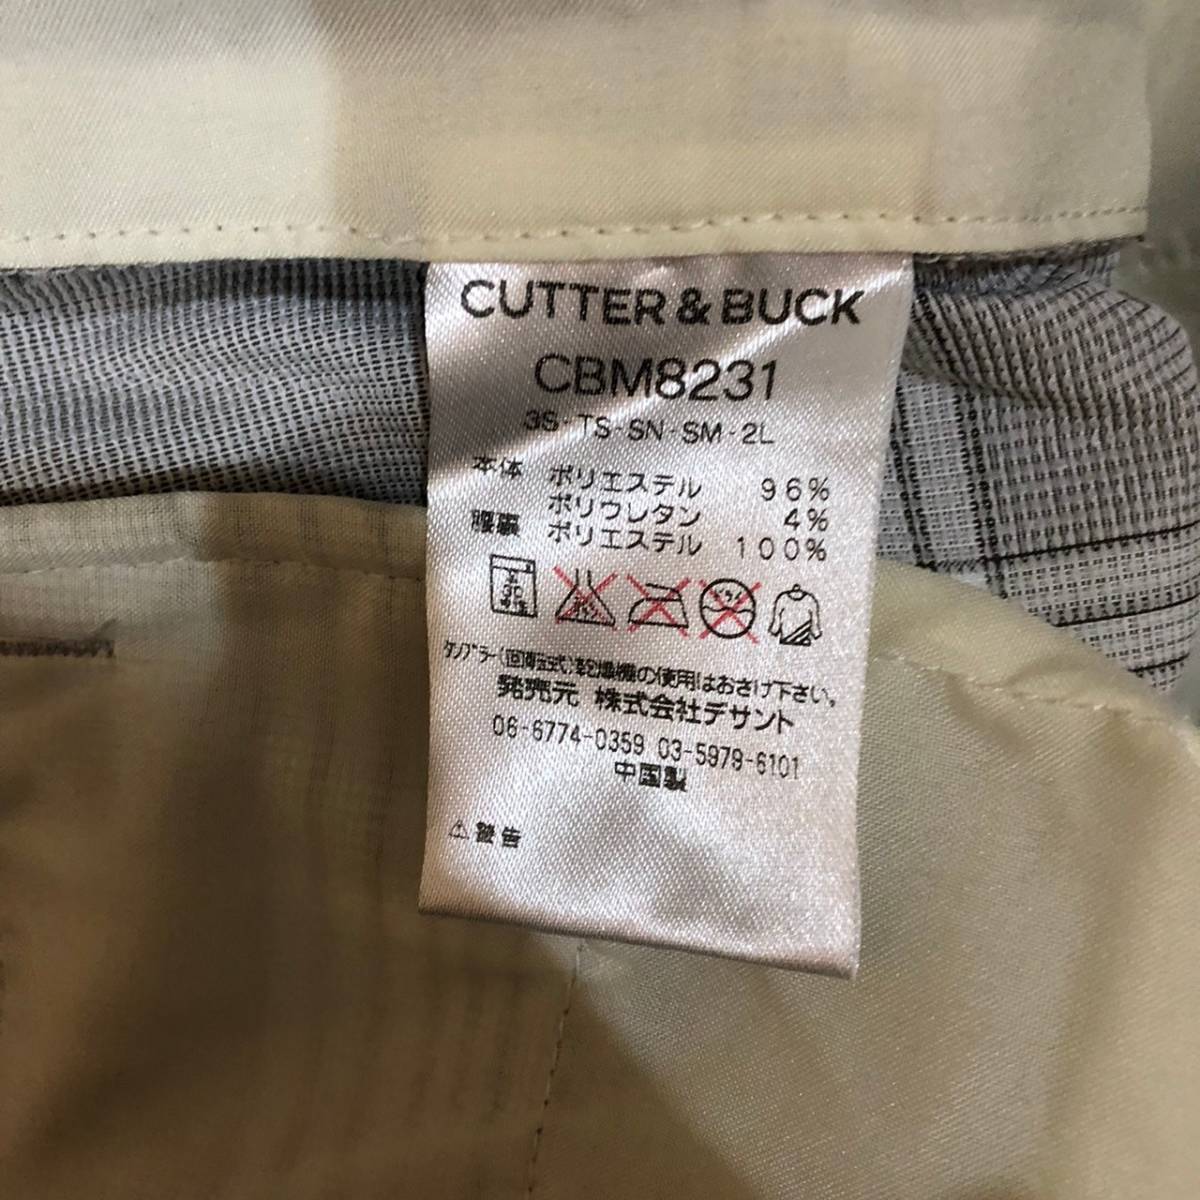 CUTTER & BUCK
CBM8231
3S-TS-SN-SM-2L
本体 ポリエステル 96%
ポリウレタン 4%
腰裏 ポリエステル 100%
タンブラー(回転式)乾燥機の使用はおさけ下さい。
発売元 株式会社デサント
06-6774-0359 03-5979-6101
中国製
⚠警告